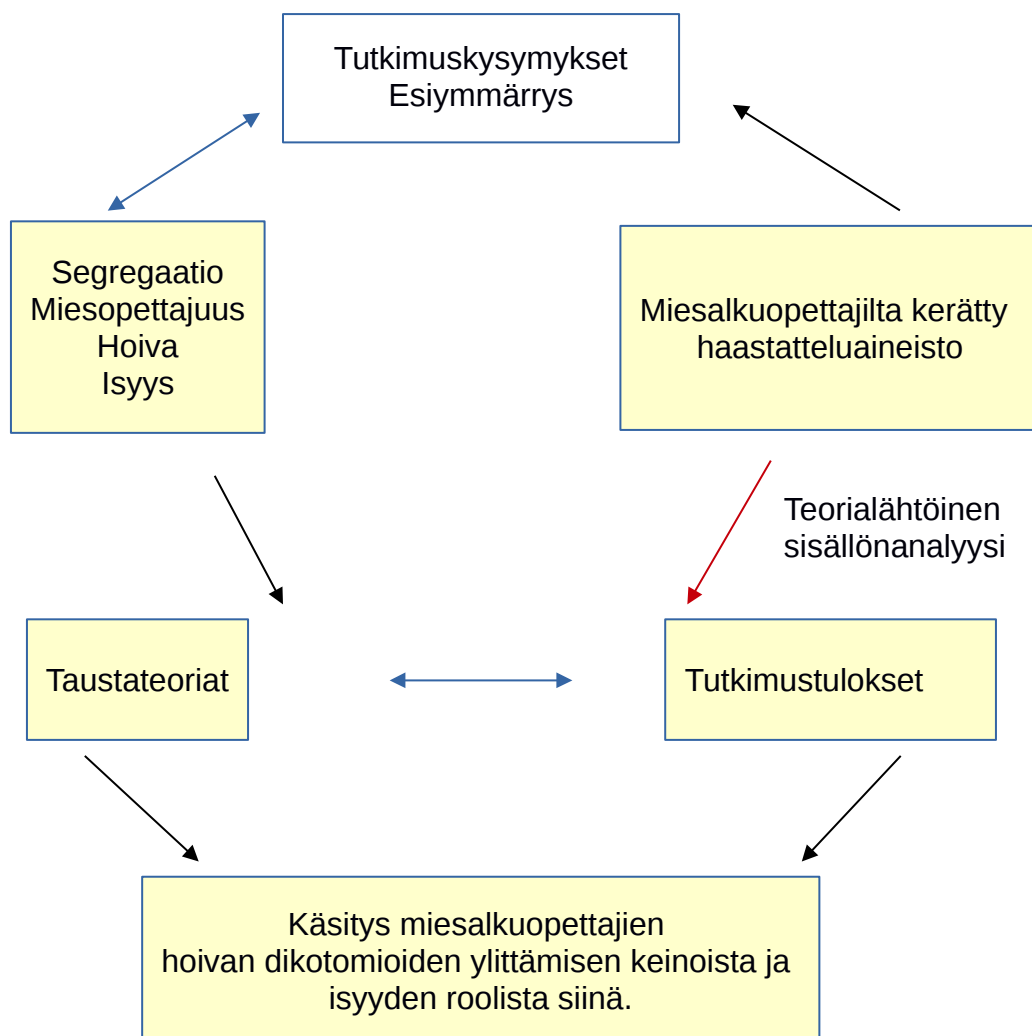 Tutkimuskysymykset
Esiymmärrys
Segregaatio
Miesopettajuus
Hoiva
Isyys
Miesalkuopettajilta kerätty
haastatteluaineisto
Teorialähtöinen
sisällönanalyysi
Taustateoriat
Tutkimustulokset
Käsitys miesalkuopettajien
hoivan dikotomioiden ylittämisen keinoista ja
isyyden roolista siinä.